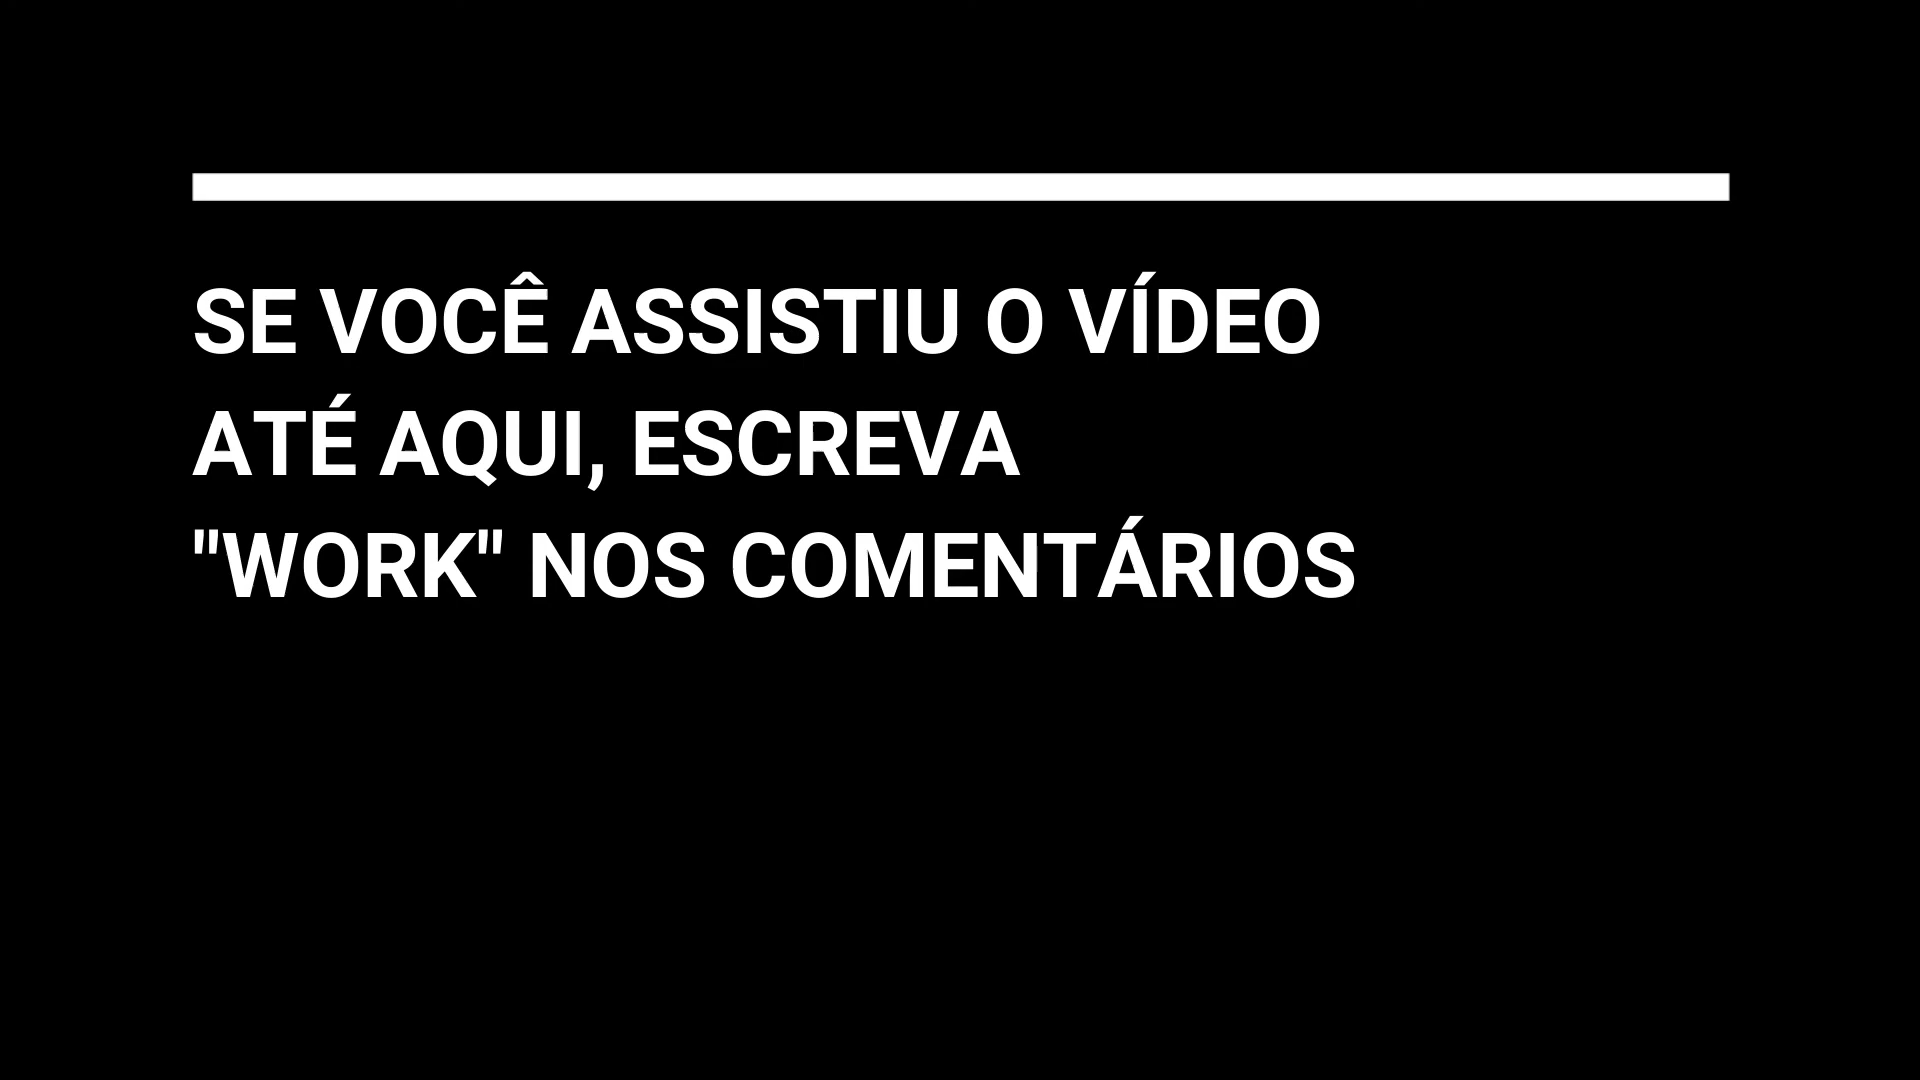 SE VOCÊ ASSISTIU O VÍDEO
ATÉ AQUI, ESCREVA
"WORK" NOS COMENTÁRIOS